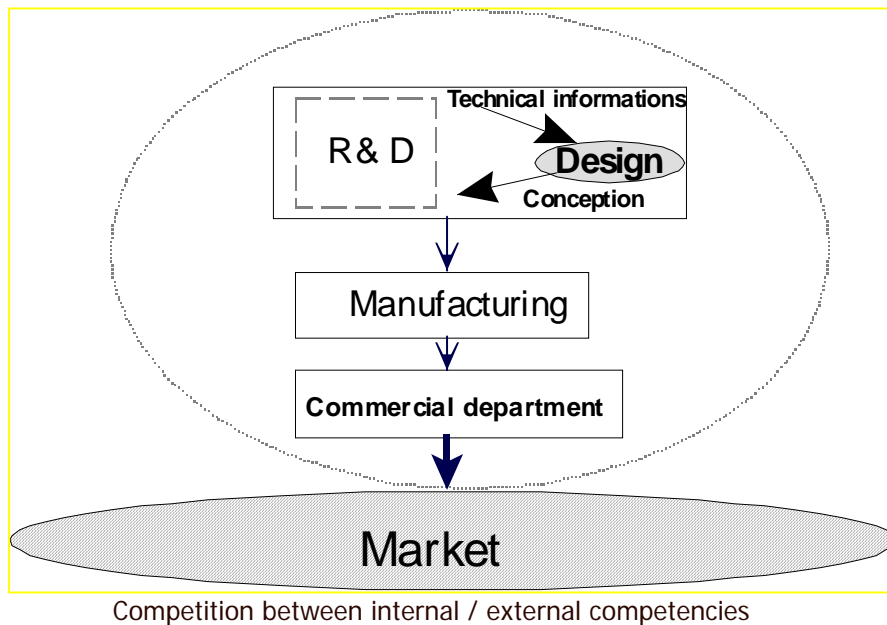 Technical informations
R & D
Design
Conception
Manufacturing
Commercial department
Market
Competition between internal / external competencies